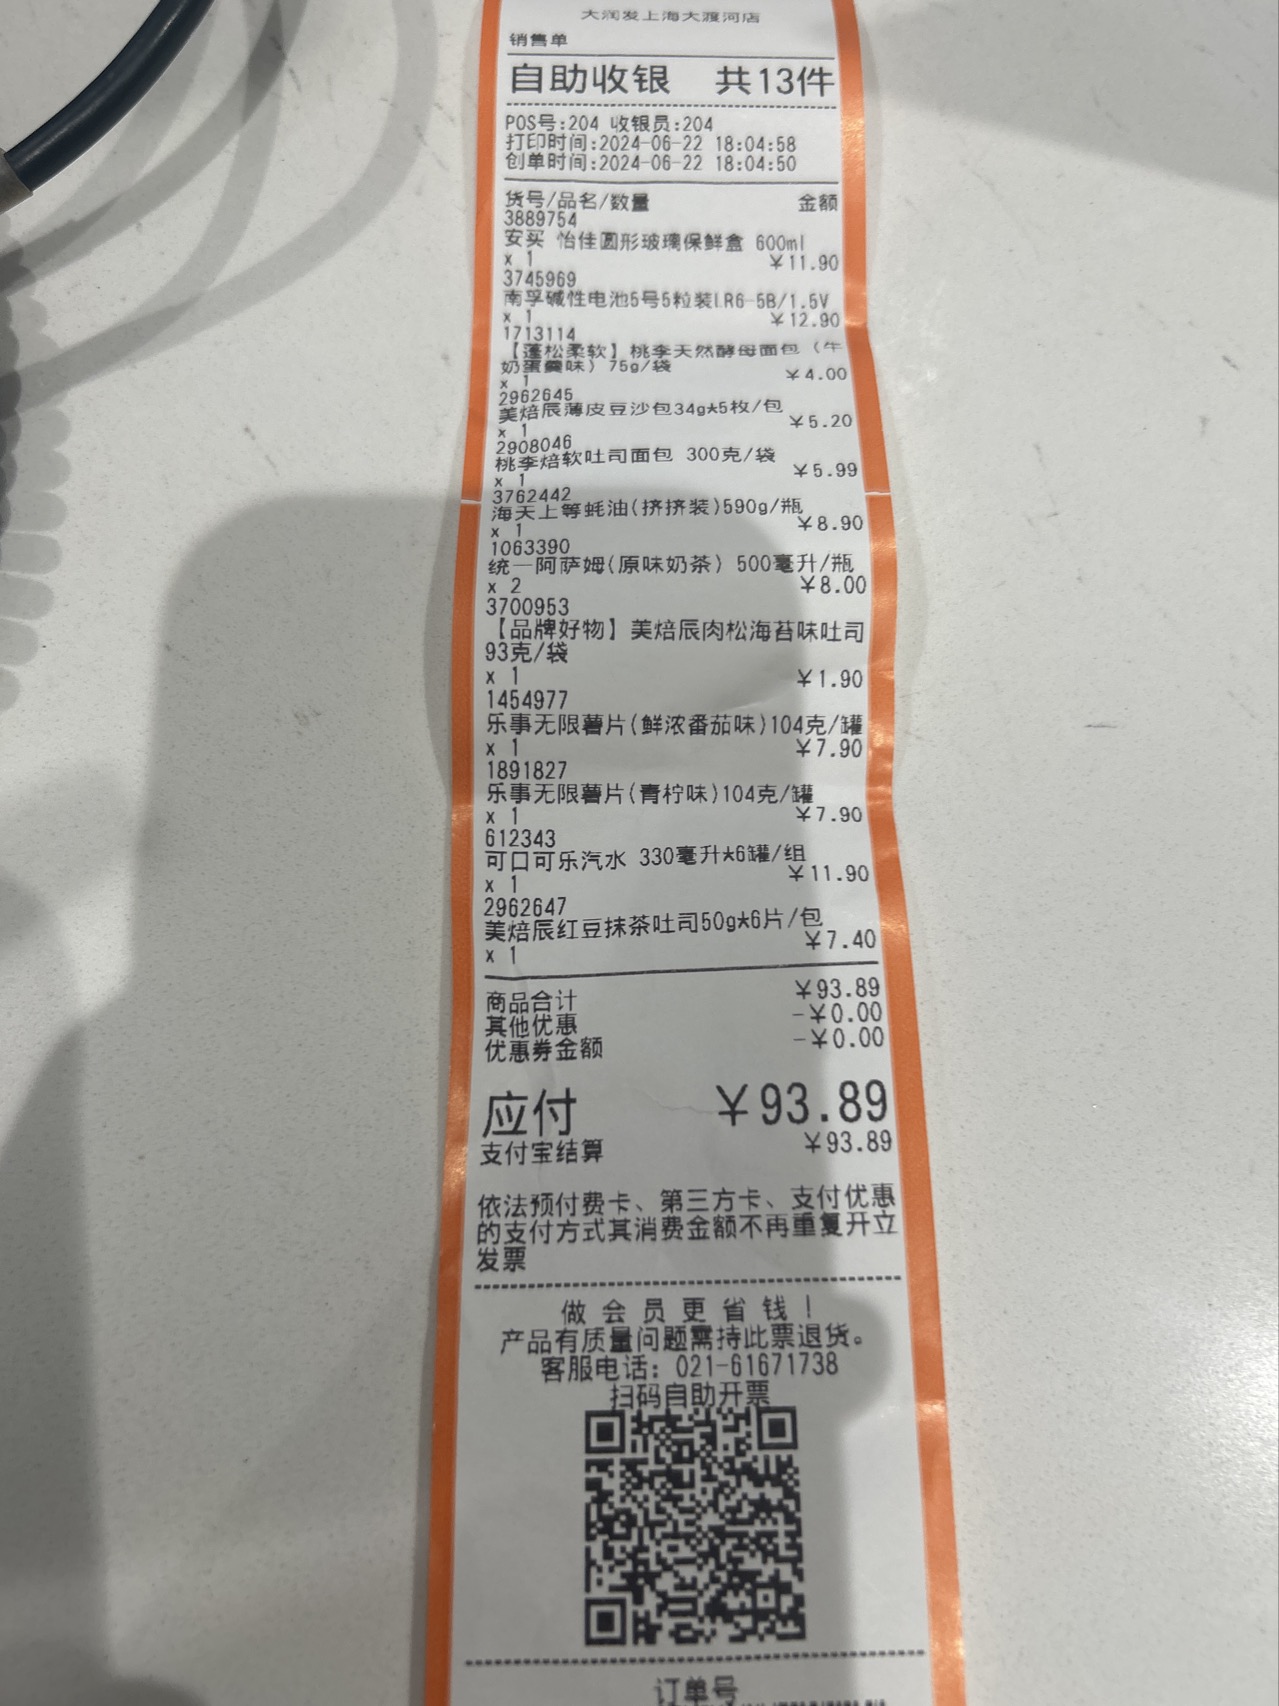 大润发上海大渡河店
销售单
自助收银 共13件
POS号:204 收银员:204
打印时间:2024-06-22 18:04:58
创单时间:2024-06-22 18:04:50
货号/品名/数量 金额
3889754
安买 怡佳圆形玻璃保鲜盒 600ml
x 1 ￥11.90
3745969
南孚碱性电池5号5粒装LR6-5B/1.5V
x 1 ￥12.90
1713114
【蓬松柔软】桃李天然酵母面包（牛
奶蛋羹味）75g/袋
x 1 ￥4.00
2962645
美焙辰薄皮豆沙包34g*5枚/包
x 1 ￥5.20
2908046
桃李焙软吐司面包 300克/袋
x 1 ￥5.99
3762442
海天上等蚝油(挤挤装)590g/瓶
x 1 ￥8.90
1063390
统一阿萨姆(原味奶茶) 500毫升/瓶
x 2 ￥8.00
3700953
【品牌好物】美焙辰肉松海苔味吐司
93克/袋
x 1 ￥1.90
1454977
乐事无限薯片(鲜浓番茄味)104克/罐
x 1 ￥7.90
1891827
乐事无限薯片(青柠味)104克/罐
x 1 ￥7.90
612343
可口可乐汽水 330毫升*6罐/组
x 1 ￥11.90
2962647
美焙辰红豆抹茶吐司50g*6片/包
x 1 ￥7.40
商品合计 ￥93.89
其他优惠 -￥0.00
优惠券金额 -￥0.00
应付 ￥93.89
支付宝结算 ￥93.89
依法预付费卡、第三方卡、支付优惠
的支付方式其消费金额不再重复开立
发票
做会员更省钱！
产品有质量问题需持此票退货。
客服电话：021-61671738
扫码自助开票
订单号